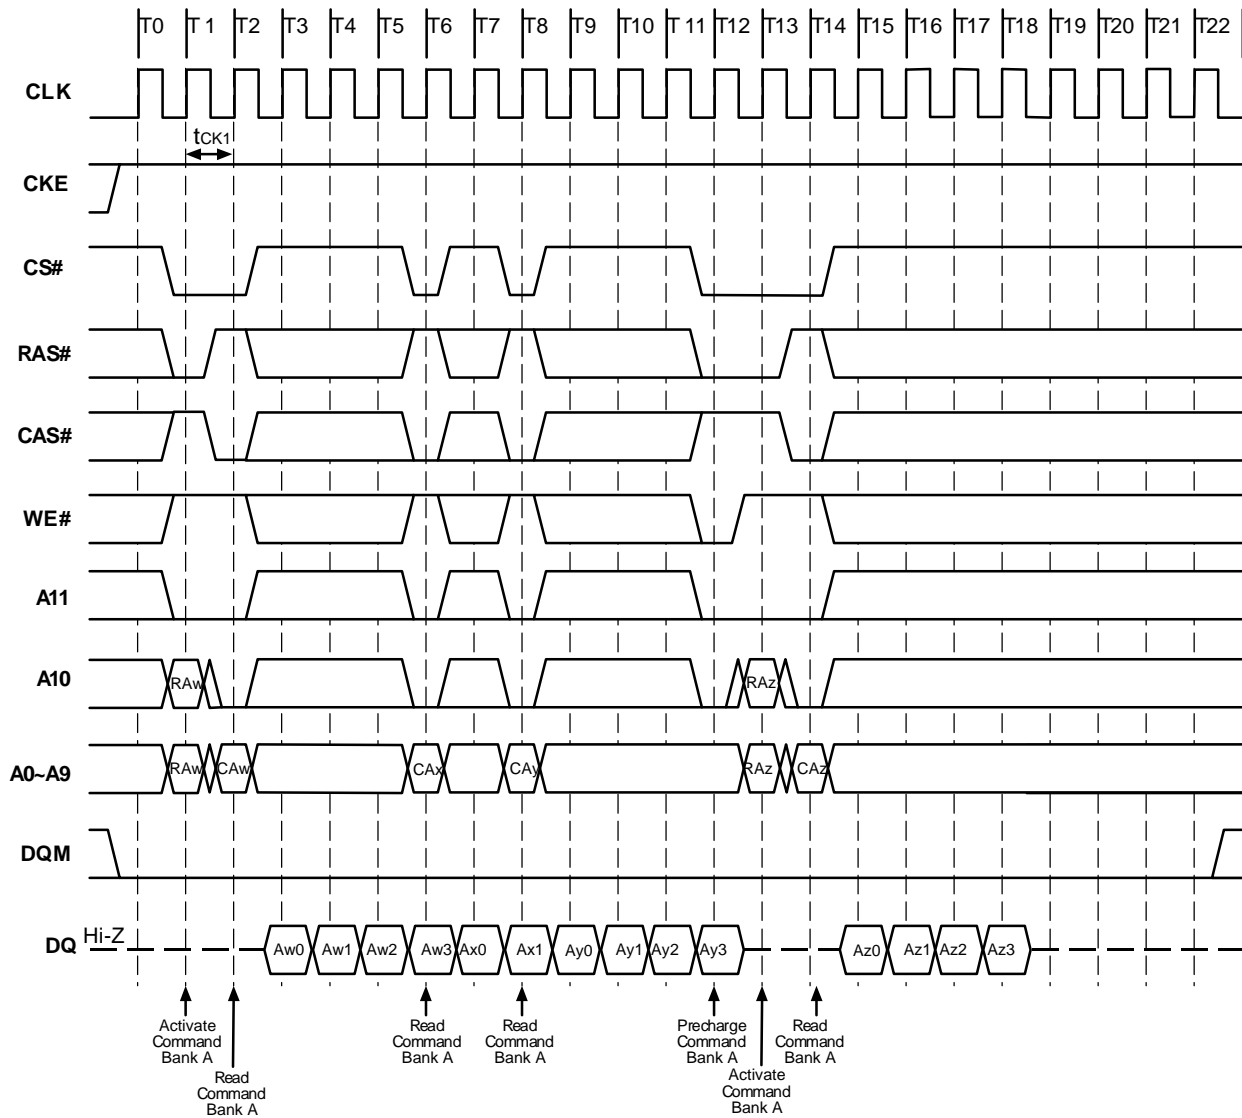 T0 T 1 T2 T3 T4 T5 T6 T7 T8 T9 T10 T 11 T12 T13 T14 T15 T16 T17 T18 T19 T20 T21 T22
CLK
tCK1
CKE
CS#
RAS#
CAS#
WE#
A11
A10 RAw RAz
A0~A9 RAw CAw CAx CAy RAz CAz
DQM
DQ Hi-Z Aw0 Aw1 Aw2 Aw3 Ax0 Ax1 Ay0 Ay1 Ay2 Ay3 Az0 Az1 Az2 Az3
Activate
Command
Bank A
Read
Command
Bank A
Read
Command
Bank A
Read
Command
Bank A
Precharge
Command
Bank A
Activate
Command
Bank A
Read
Command
Bank A